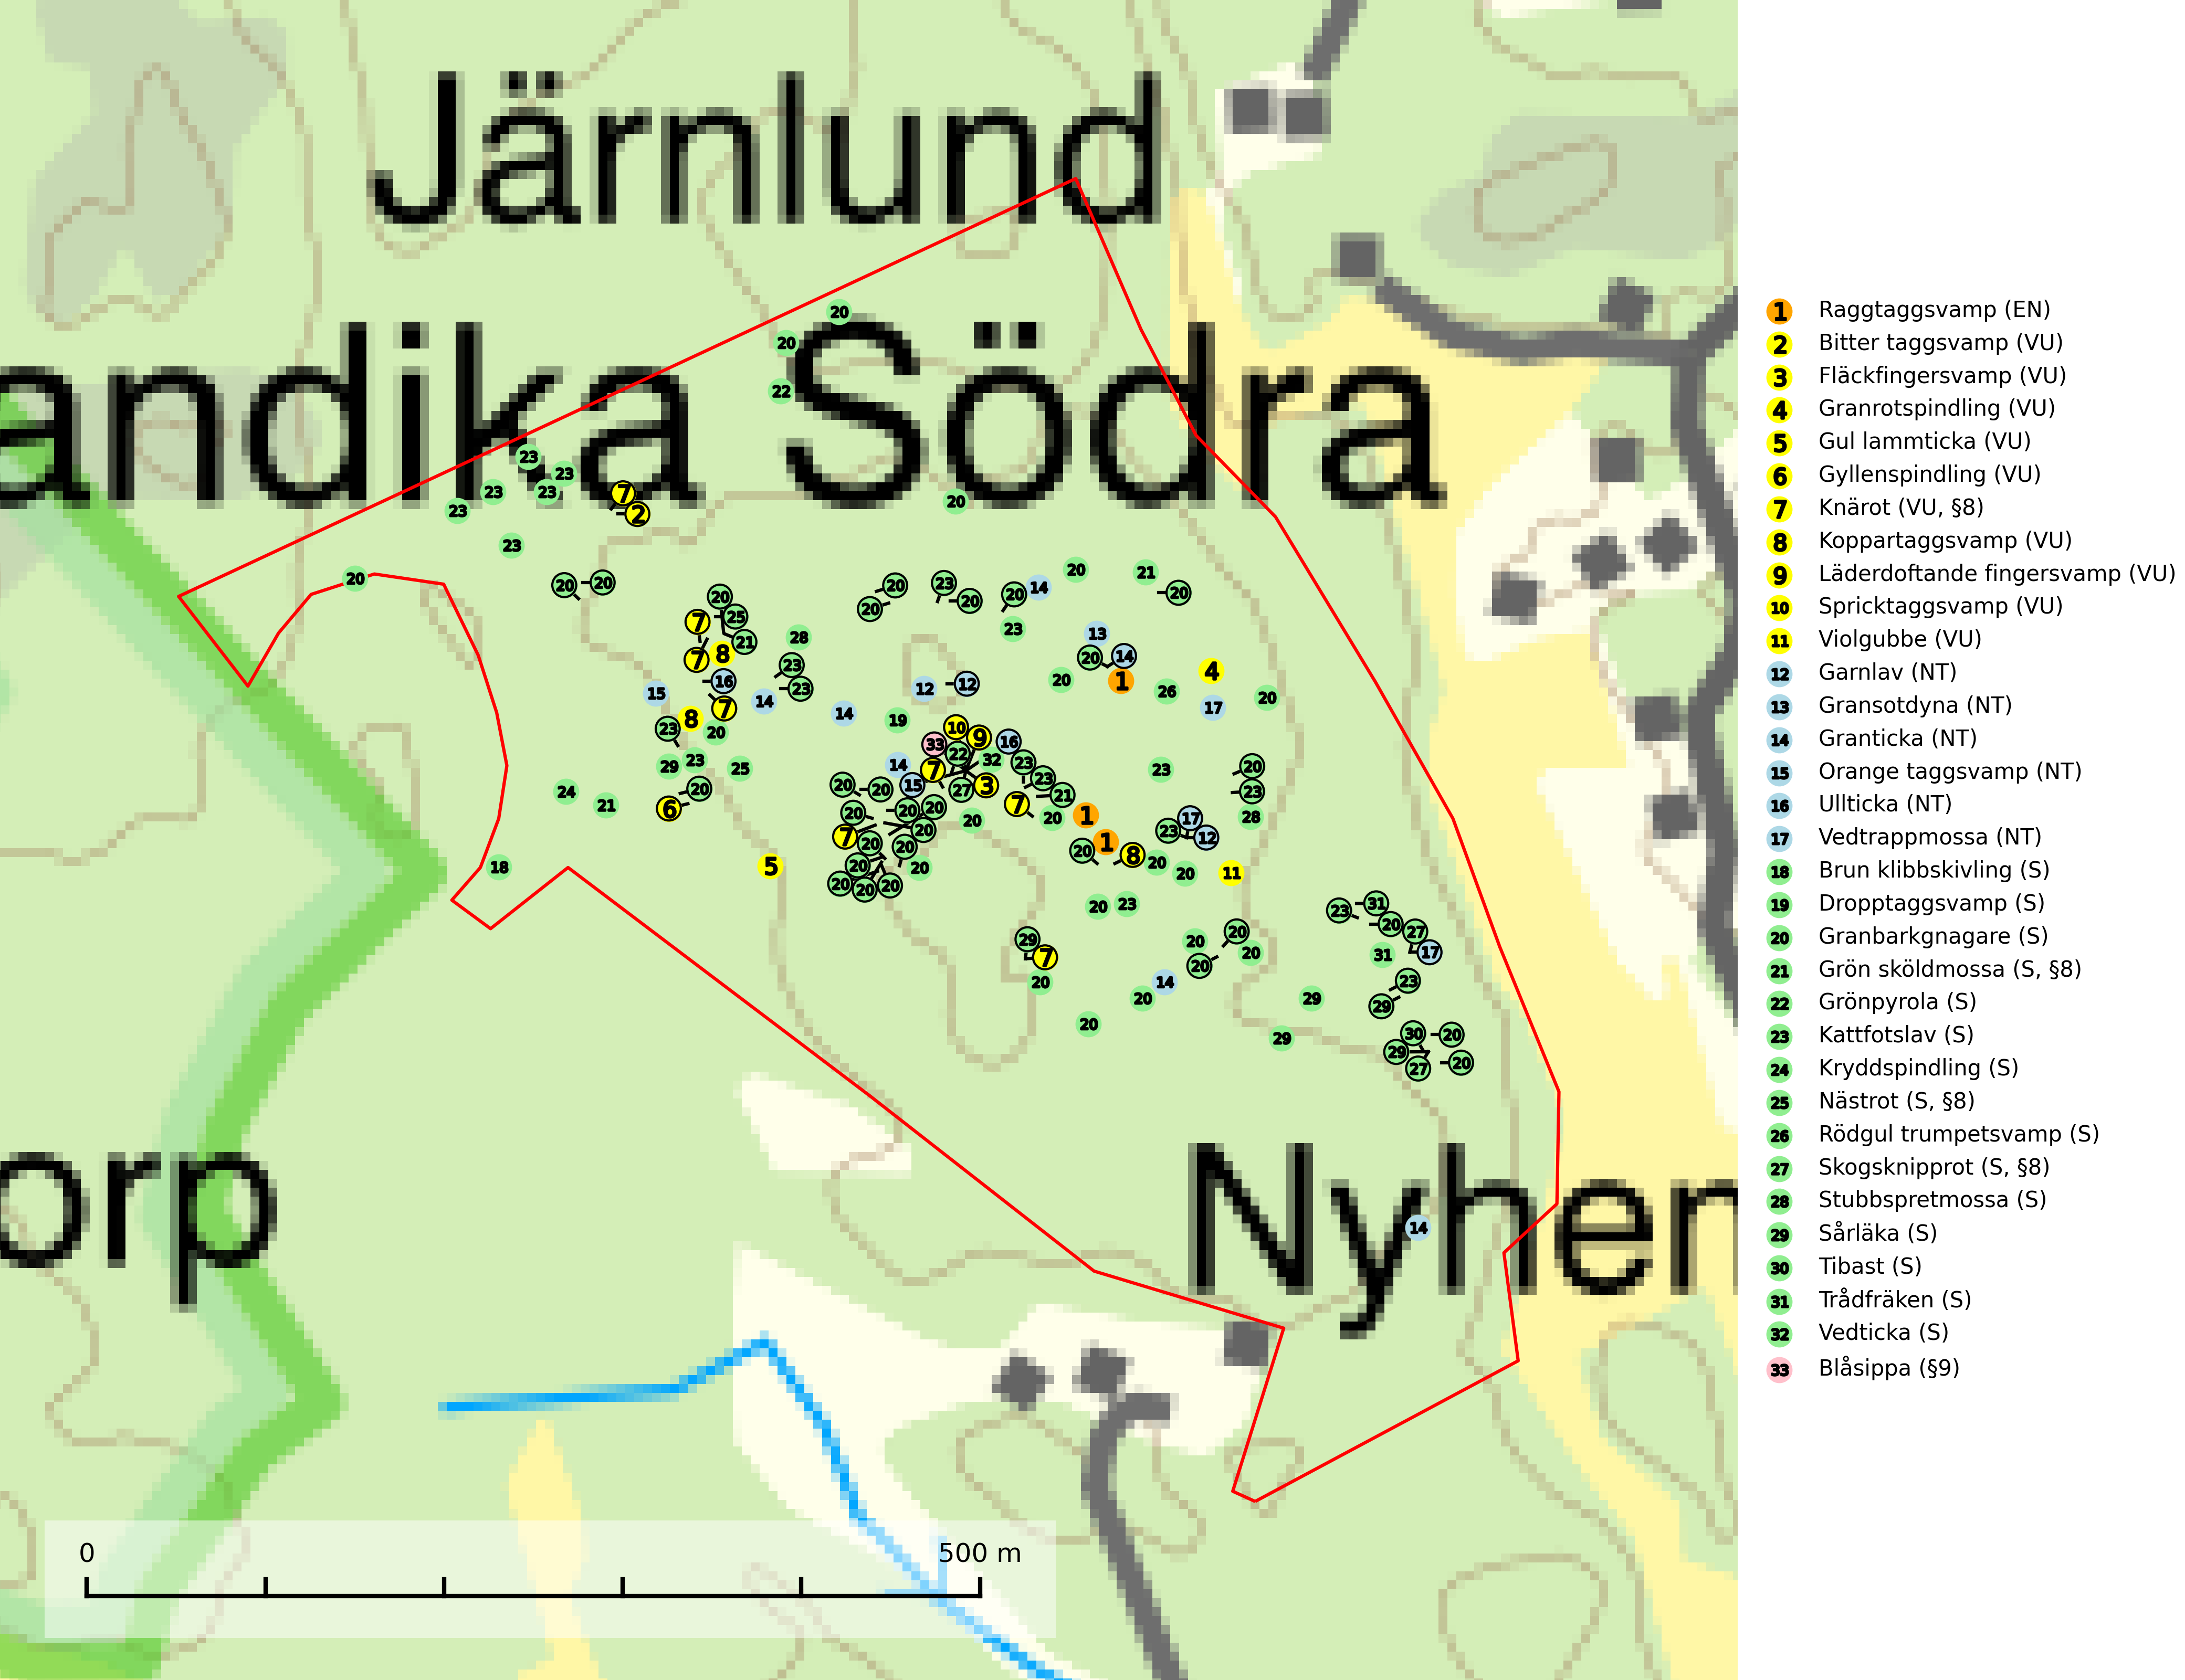 Järnlund
andika Södra
orp
Nyhem
0 500 m
1 Raggtaggsvamp (EN)
2 Bitter taggsvamp (VU)
3 Fläckfingersvamp (VU)
4 Granrotspindling (VU)
5 Gul lammticka (VU)
6 Gyllenspindling (VU)
7 Knärot (VU, §8)
8 Koppartaggsvamp (VU)
9 Läderdoftande fingersvamp (VU)
10 Spricktaggsvamp (VU)
11 Violgubbe (VU)
12 Garnlav (NT)
13 Gransotdyna (NT)
14 Granticka (NT)
15 Orange taggsvamp (NT)
16 Ullticka (NT)
17 Vedtrappmossa (NT)
18 Brun klibbskivling (S)
19 Dropptaggsvamp (S)
20 Granbarkgnagare (S)
21 Grön sköldmossa (S, §8)
22 Grönpyrola (S)
23 Kattfotslav (S)
24 Kryddspindling (S)
25 Nästrot (S, §8)
26 Rödgul trumpetsvamp (S)
27 Skogsknipprot (S, §8)
28 Stubbspretmossa (S)
29 Sårläka (S)
30 Tibast (S)
31 Trådfräken (S)
32 Vedticka (S)
33 Blåsippa (§9)